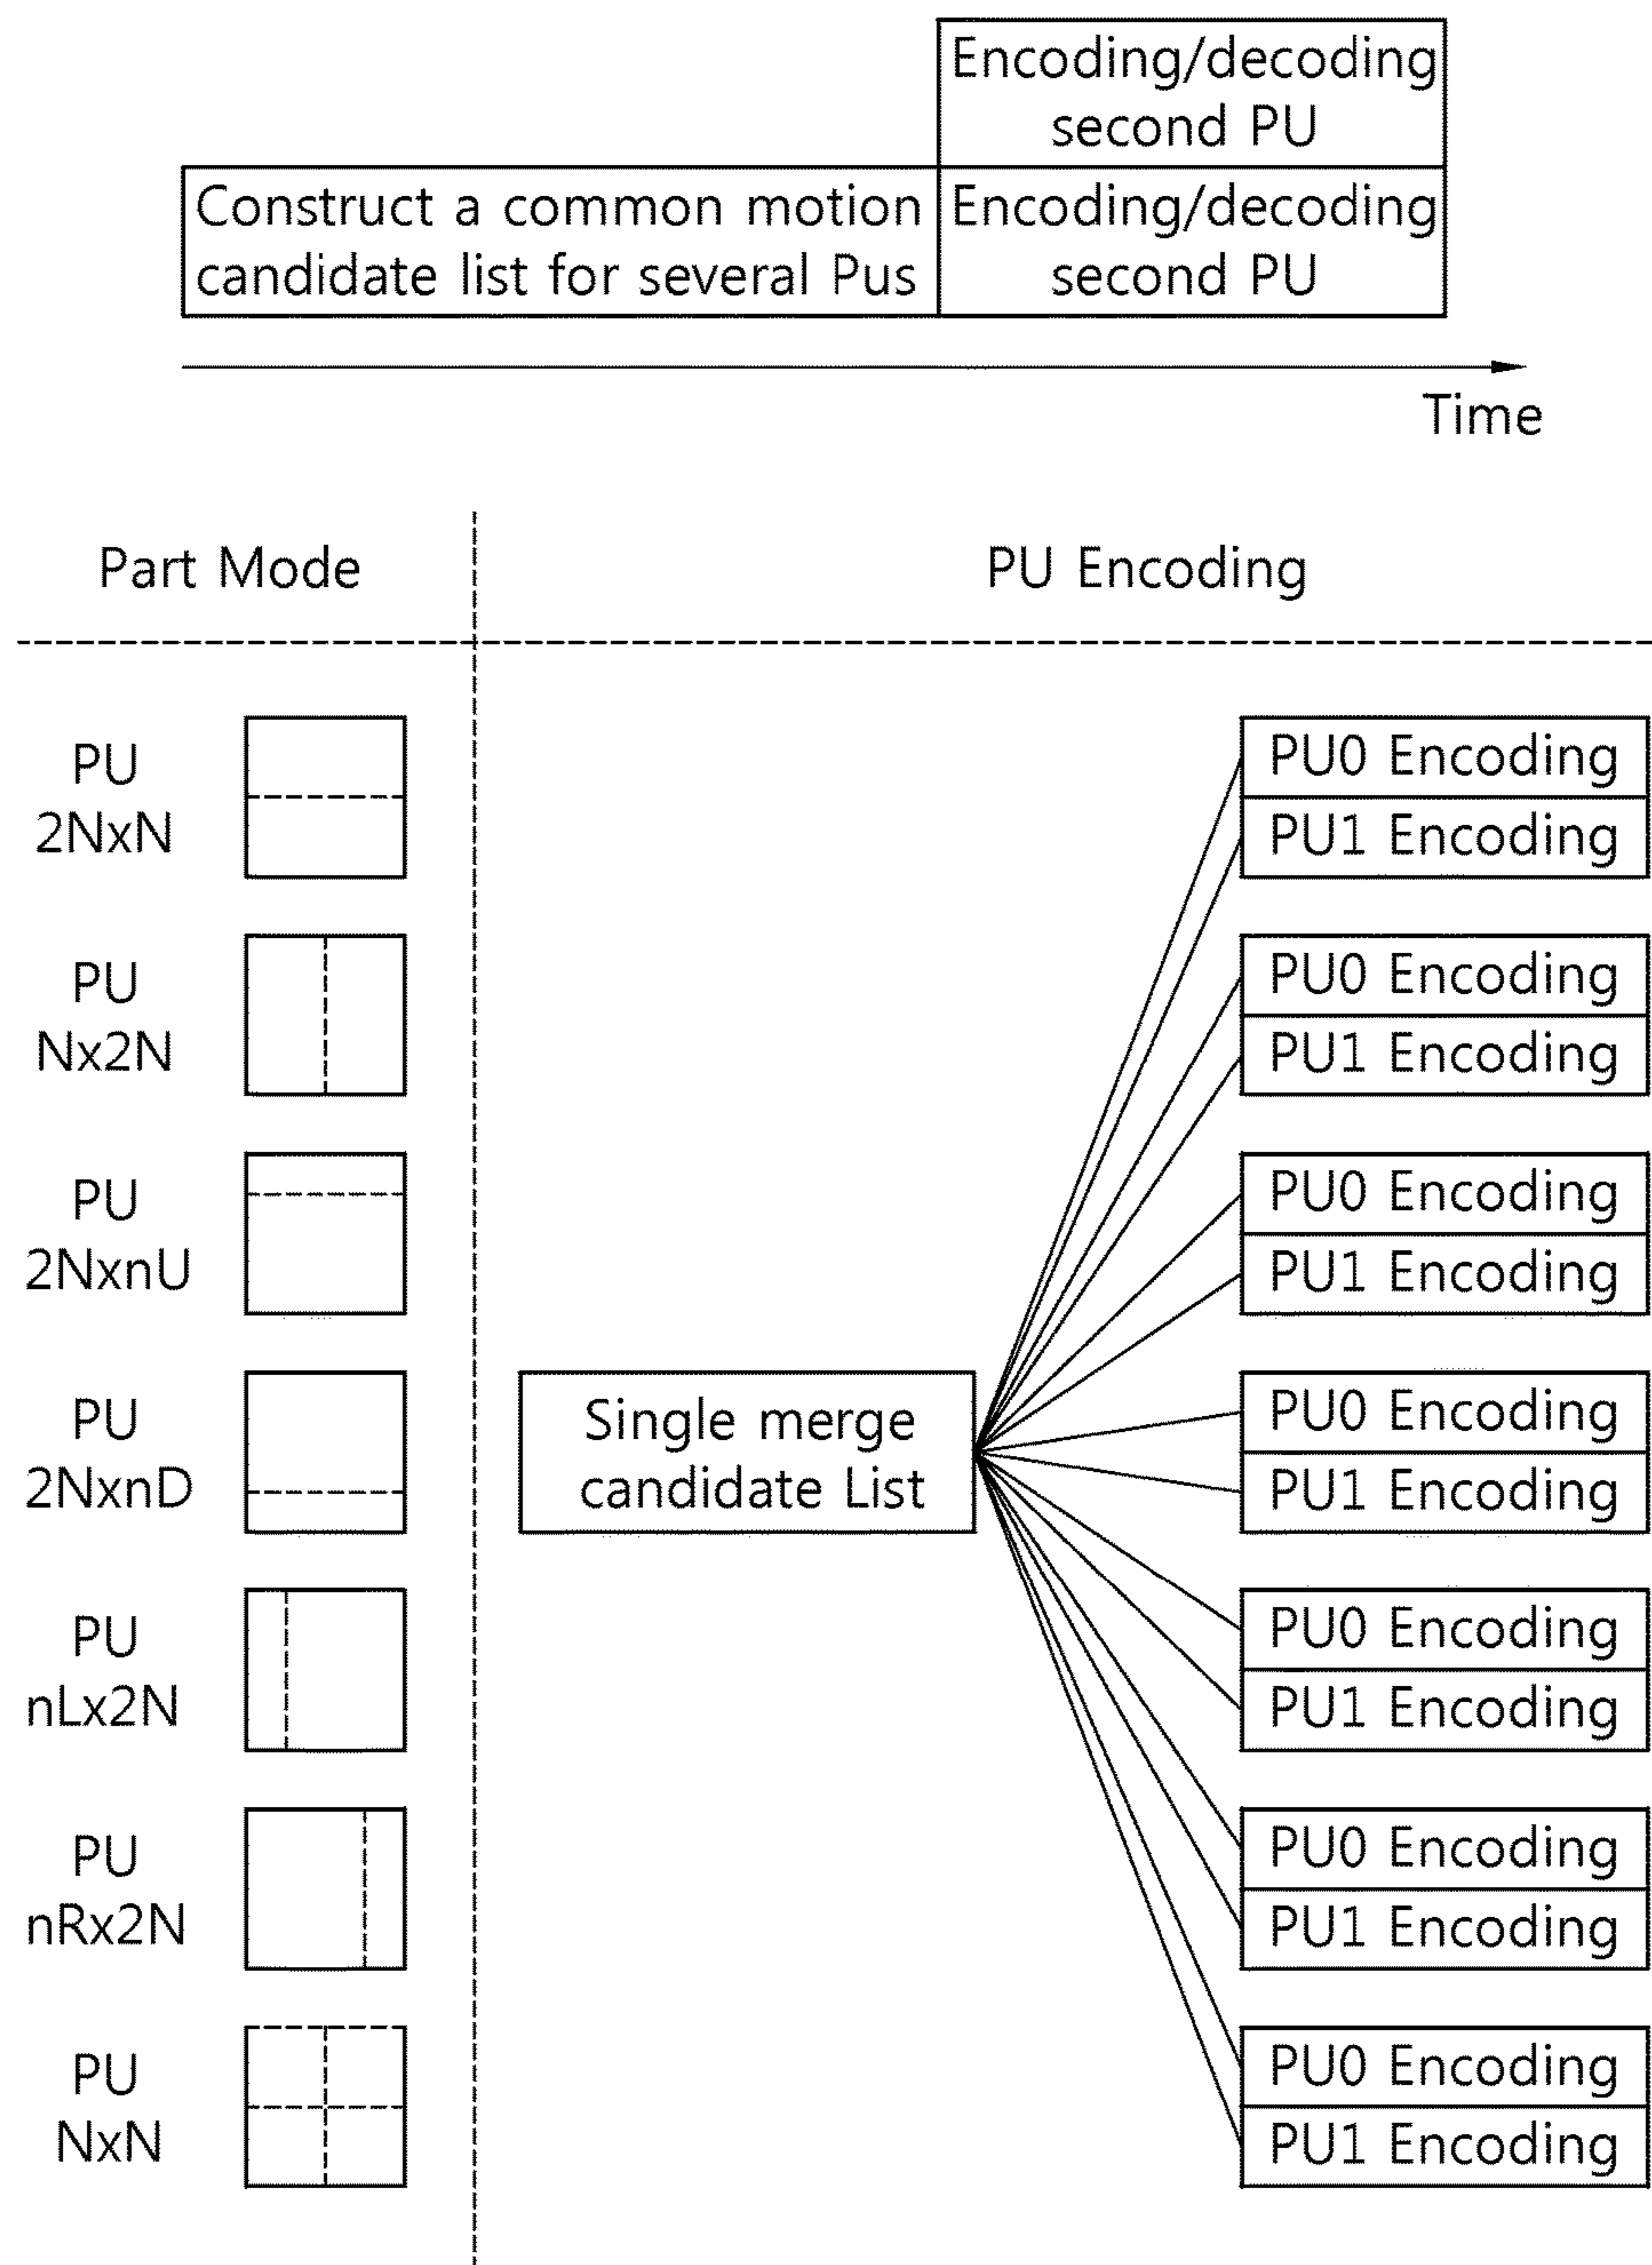 Encoding/decoding
second PU
Construct a common motion
candidate list for several Pus
Encoding/decoding
second PU
Time
Part Mode
PU Encoding
PU
2NxN
PU0 Encoding
PU1 Encoding
PU
Nx2N
PU0 Encoding
PU1 Encoding
PU
2NxnU
PU0 Encoding
PU1 Encoding
PU
2NxnD
Single merge
candidate List
PU0 Encoding
PU1 Encoding
PU
nLx2N
PU0 Encoding
PU1 Encoding
PU
nRx2N
PU0 Encoding
PU1 Encoding
PU
NxN
PU0 Encoding
PU1 Encoding